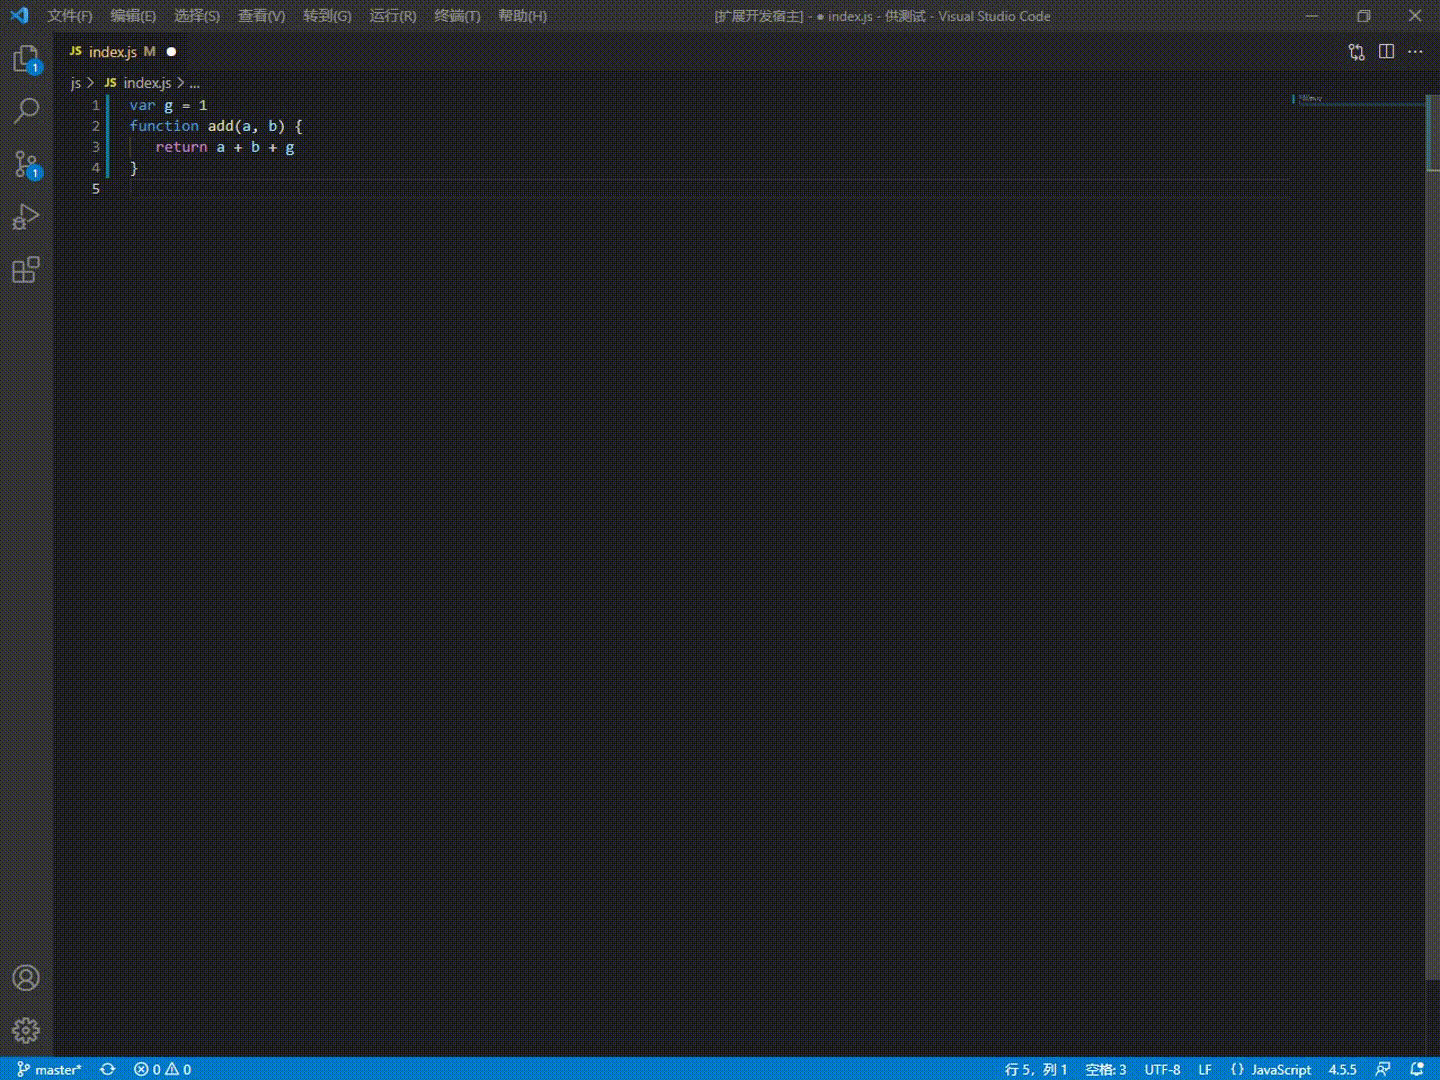 文件(F) 编辑(E) 选择(S) 查看(V) 转到(G) 运行(R) 终端(T) 帮助(H) [扩展开发宿主] - ● index.js - 供测试 - Visual Studio Code
JS index.js M ●
js > JS index.js > ...
1 var g = 1
2 function add(a, b) {
3 return a + b + g
4 }
5
1
1
master* 0 0 行 5，列 1 空格: 3 UTF-8 LF {} JavaScript 4.5.5